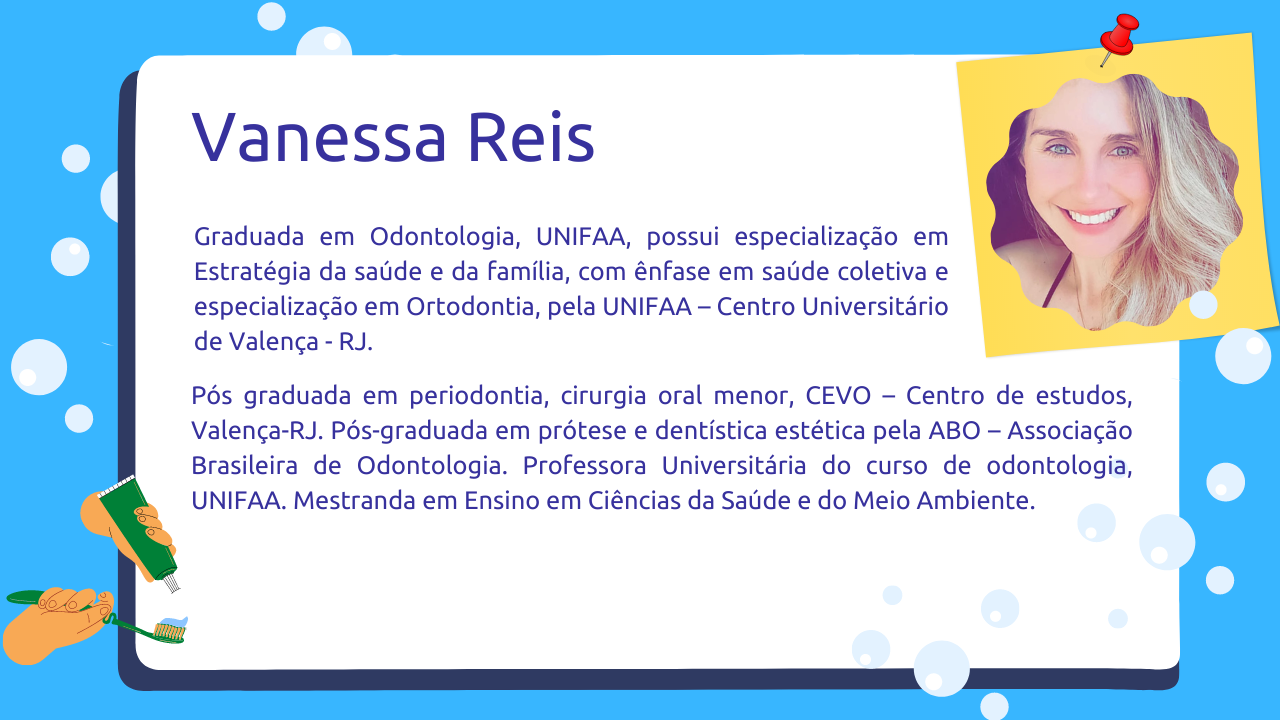 Vanessa Reis
Graduada em Odontologia, UNIFAA, possui especialização em
Estratégia da saúde e da família, com ênfase em saúde coletiva e
especialização em Ortodontia, pela UNIFAA – Centro Universitário
de Valença - RJ.
Pós graduada em periodontia, cirurgia oral menor, CEVO – Centro de estudos,
Valença-RJ. Pós-graduada em prótese e dentística estética pela ABO – Associação
Brasileira de Odontologia. Professora Universitária do curso de odontologia,
UNIFAA. Mestranda em Ensino em Ciências da Saúde e do Meio Ambiente.